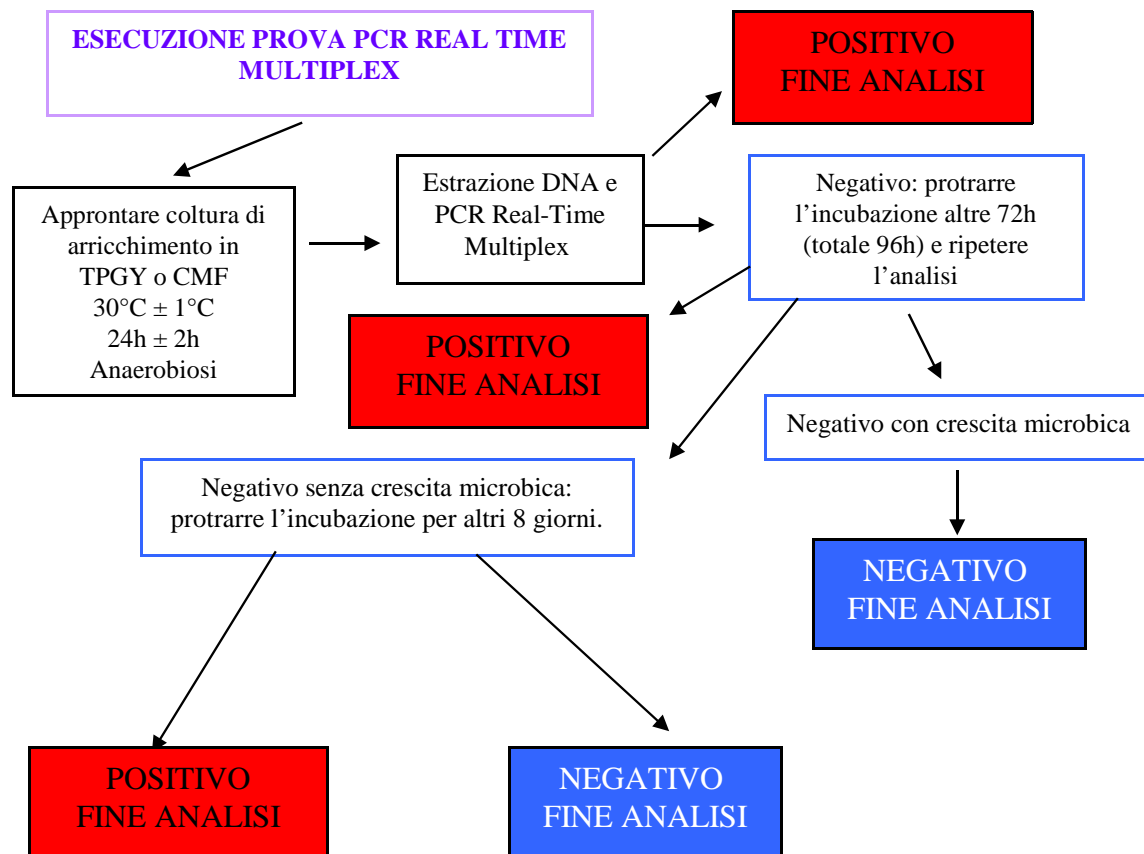 ESECUZIONE PROVA PCR REAL TIME
MULTIPLEX
POSITIVO
FINE ANALISI
Approntare coltura di
arricchimento in
TPGY o CMF
30°C ± 1°C
24h ± 2h
Anaerobiosi
Estrazione DNA e
PCR Real-Time
Multiplex
Negativo: protrarre
l’incubazione altre 72h
(totale 96h) e ripetere
l’analisi
POSITIVO
FINE ANALISI
Negativo con crescita microbica
Negativo senza crescita microbica:
protrarre l’incubazione per altri 8 giorni.
NEGATIVO
FINE ANALISI
POSITIVO
FINE ANALISI
NEGATIVO
FINE ANALISI